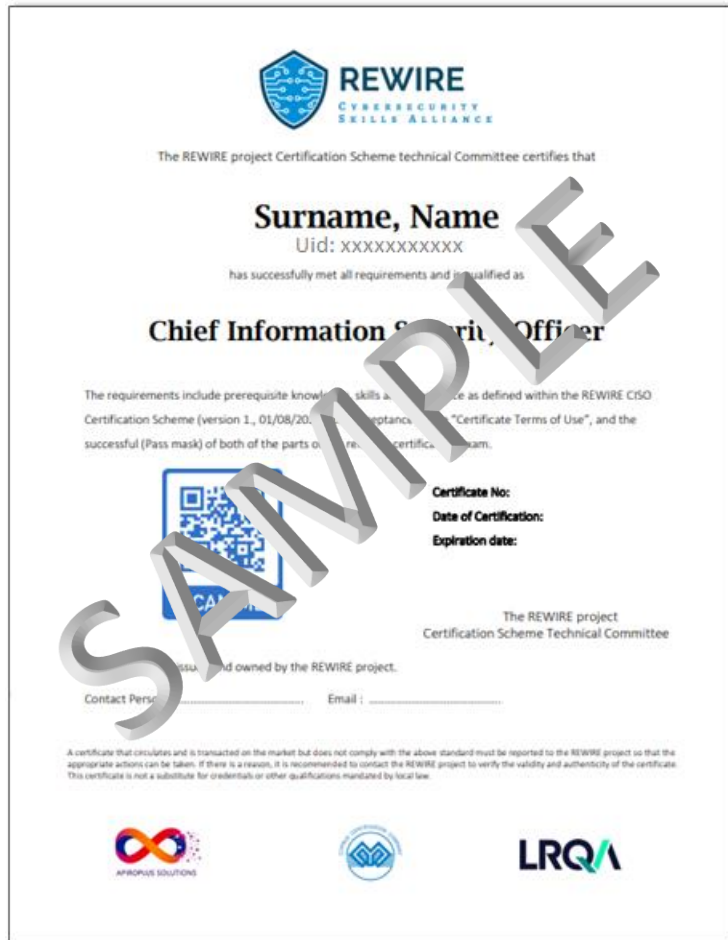 REWIRE
CYBERSECURITY
SKILLS ALLIANCE
The REWIRE project Certification Scheme technical Committee certifies that
Surname, Name
Uid: xxxxxxxxxxx
has successfully met all requirements and is qualified as
Chief Information Security Officer
The requirements include prerequisite skills as defined within the REWIRE CISO
Certification Scheme (version 1., "Certificate Terms of Use", and the
successful (Pass mask) of both of the parts exam.
SAMPLE
Certificate No:
Date of Certification:
Expiration date:
The REWIRE project
Certification Scheme Technical Committee
owned by the REWIRE project.
Contact Email :
A certificate that circulates and is transacted on the market but does not comply with the above standard must be reported to the REWIRE project so that the
appropriate actions can be taken. If there is a reason, it is recommended to contact the REWIRE project to verify the validity and authenticity of the certificate.
This certificate is not a substitute for credentials or other qualifications mandated by local law.
APIROPLUS SOLUTIONS
LRQA